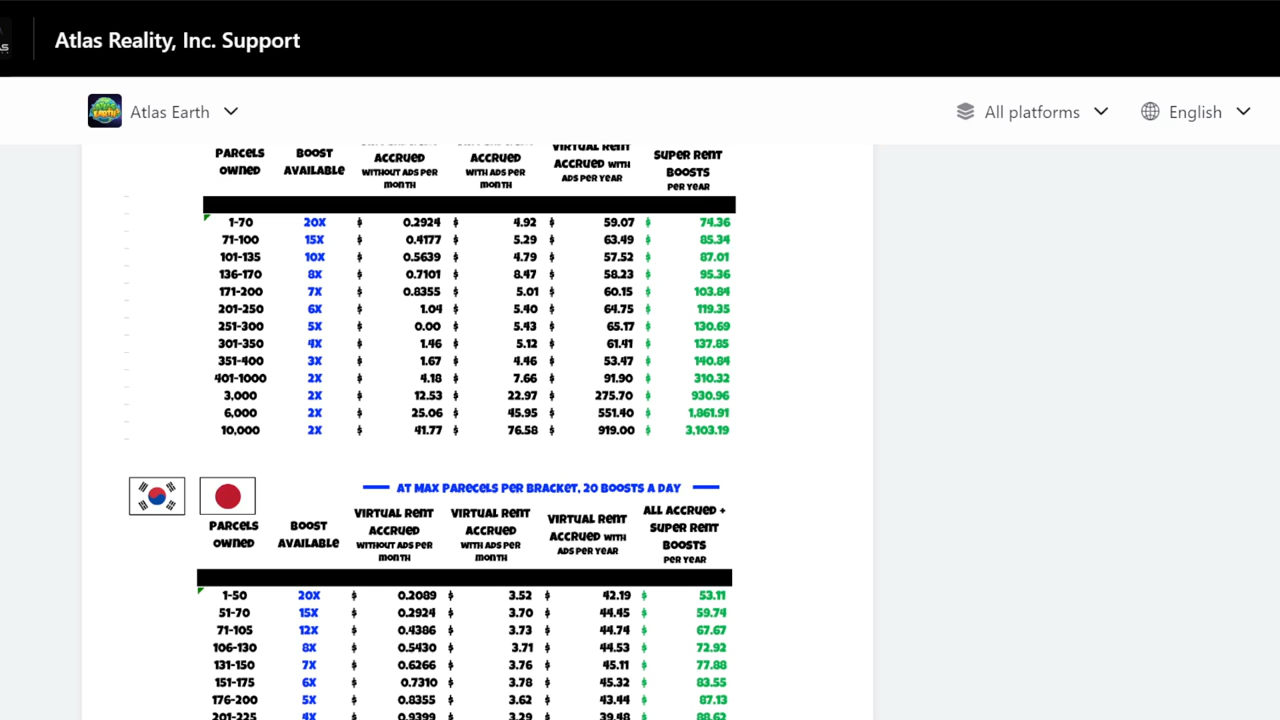 AS
Atlas Reality, Inc. Support
Atlas Earth
All platforms
English
PARCELS OWNED BOOST AVAILABLE ACCRUED WITHOUT ADS PER MONTH ACCRUED WITH ADS PER MONTH VIRTUAL RENT ACCRUED WITH ADS PER YEAR SUPER RENT BOOSTS PER YEAR
1-70 20X $ 0.2924 $ 4.92 $ 59.07 $ 74.36
71-100 15X $ 0.4177 $ 5.29 $ 63.49 $ 85.34
101-135 10X $ 0.5639 $ 4.79 $ 57.52 $ 87.01
136-170 8X $ 0.7101 $ 8.47 $ 58.23 $ 95.36
171-200 7X $ 0.8355 $ 5.01 $ 60.15 $ 103.84
201-250 6X $ 1.04 $ 5.40 $ 64.75 $ 119.35
251-300 5X $ 0.00 $ 5.43 $ 65.17 $ 130.69
301-350 4X $ 1.46 $ 5.12 $ 61.41 $ 137.85
351-400 3X $ 1.67 $ 4.46 $ 53.47 $ 140.84
401-1000 2X $ 4.18 $ 7.66 $ 91.90 $ 310.32
3,000 2X $ 12.53 $ 22.97 $ 275.70 $ 930.96
6,000 2X $ 25.06 $ 45.95 $ 551.40 $ 1,861.91
10,000 2X $ 41.77 $ 76.58 $ 919.00 $ 3,103.19
AT MAX PARECELS PER BRACKET, 20 BOOSTS A DAY
PARCELS OWNED BOOST AVAILABLE VIRTUAL RENT ACCRUED WITHOUT ADS PER MONTH VIRTUAL RENT ACCRUED WITH ADS PER MONTH VIRTUAL RENT ACCRUED WITH ADS PER YEAR ALL ACCRUED + SUPER RENT BOOSTS PER YEAR
1-50 20X $ 0.2089 $ 3.52 $ 42.19 $ 53.11
51-70 15X $ 0.2924 $ 3.70 $ 44.45 $ 59.74
71-105 12X $ 0.4386 $ 3.73 $ 44.74 $ 67.67
106-130 8X $ 0.5430 $ 3.71 $ 44.53 $ 72.92
131-150 7X $ 0.6266 $ 3.76 $ 45.11 $ 77.88
151-175 6X $ 0.7310 $ 3.78 $ 45.32 $ 83.55
176-200 5X $ 0.8355 $ 3.62 $ 43.44 $ 87.13
201-225 4X $ 0.9399 $ 3.29 $ 39.48 $ 88.62